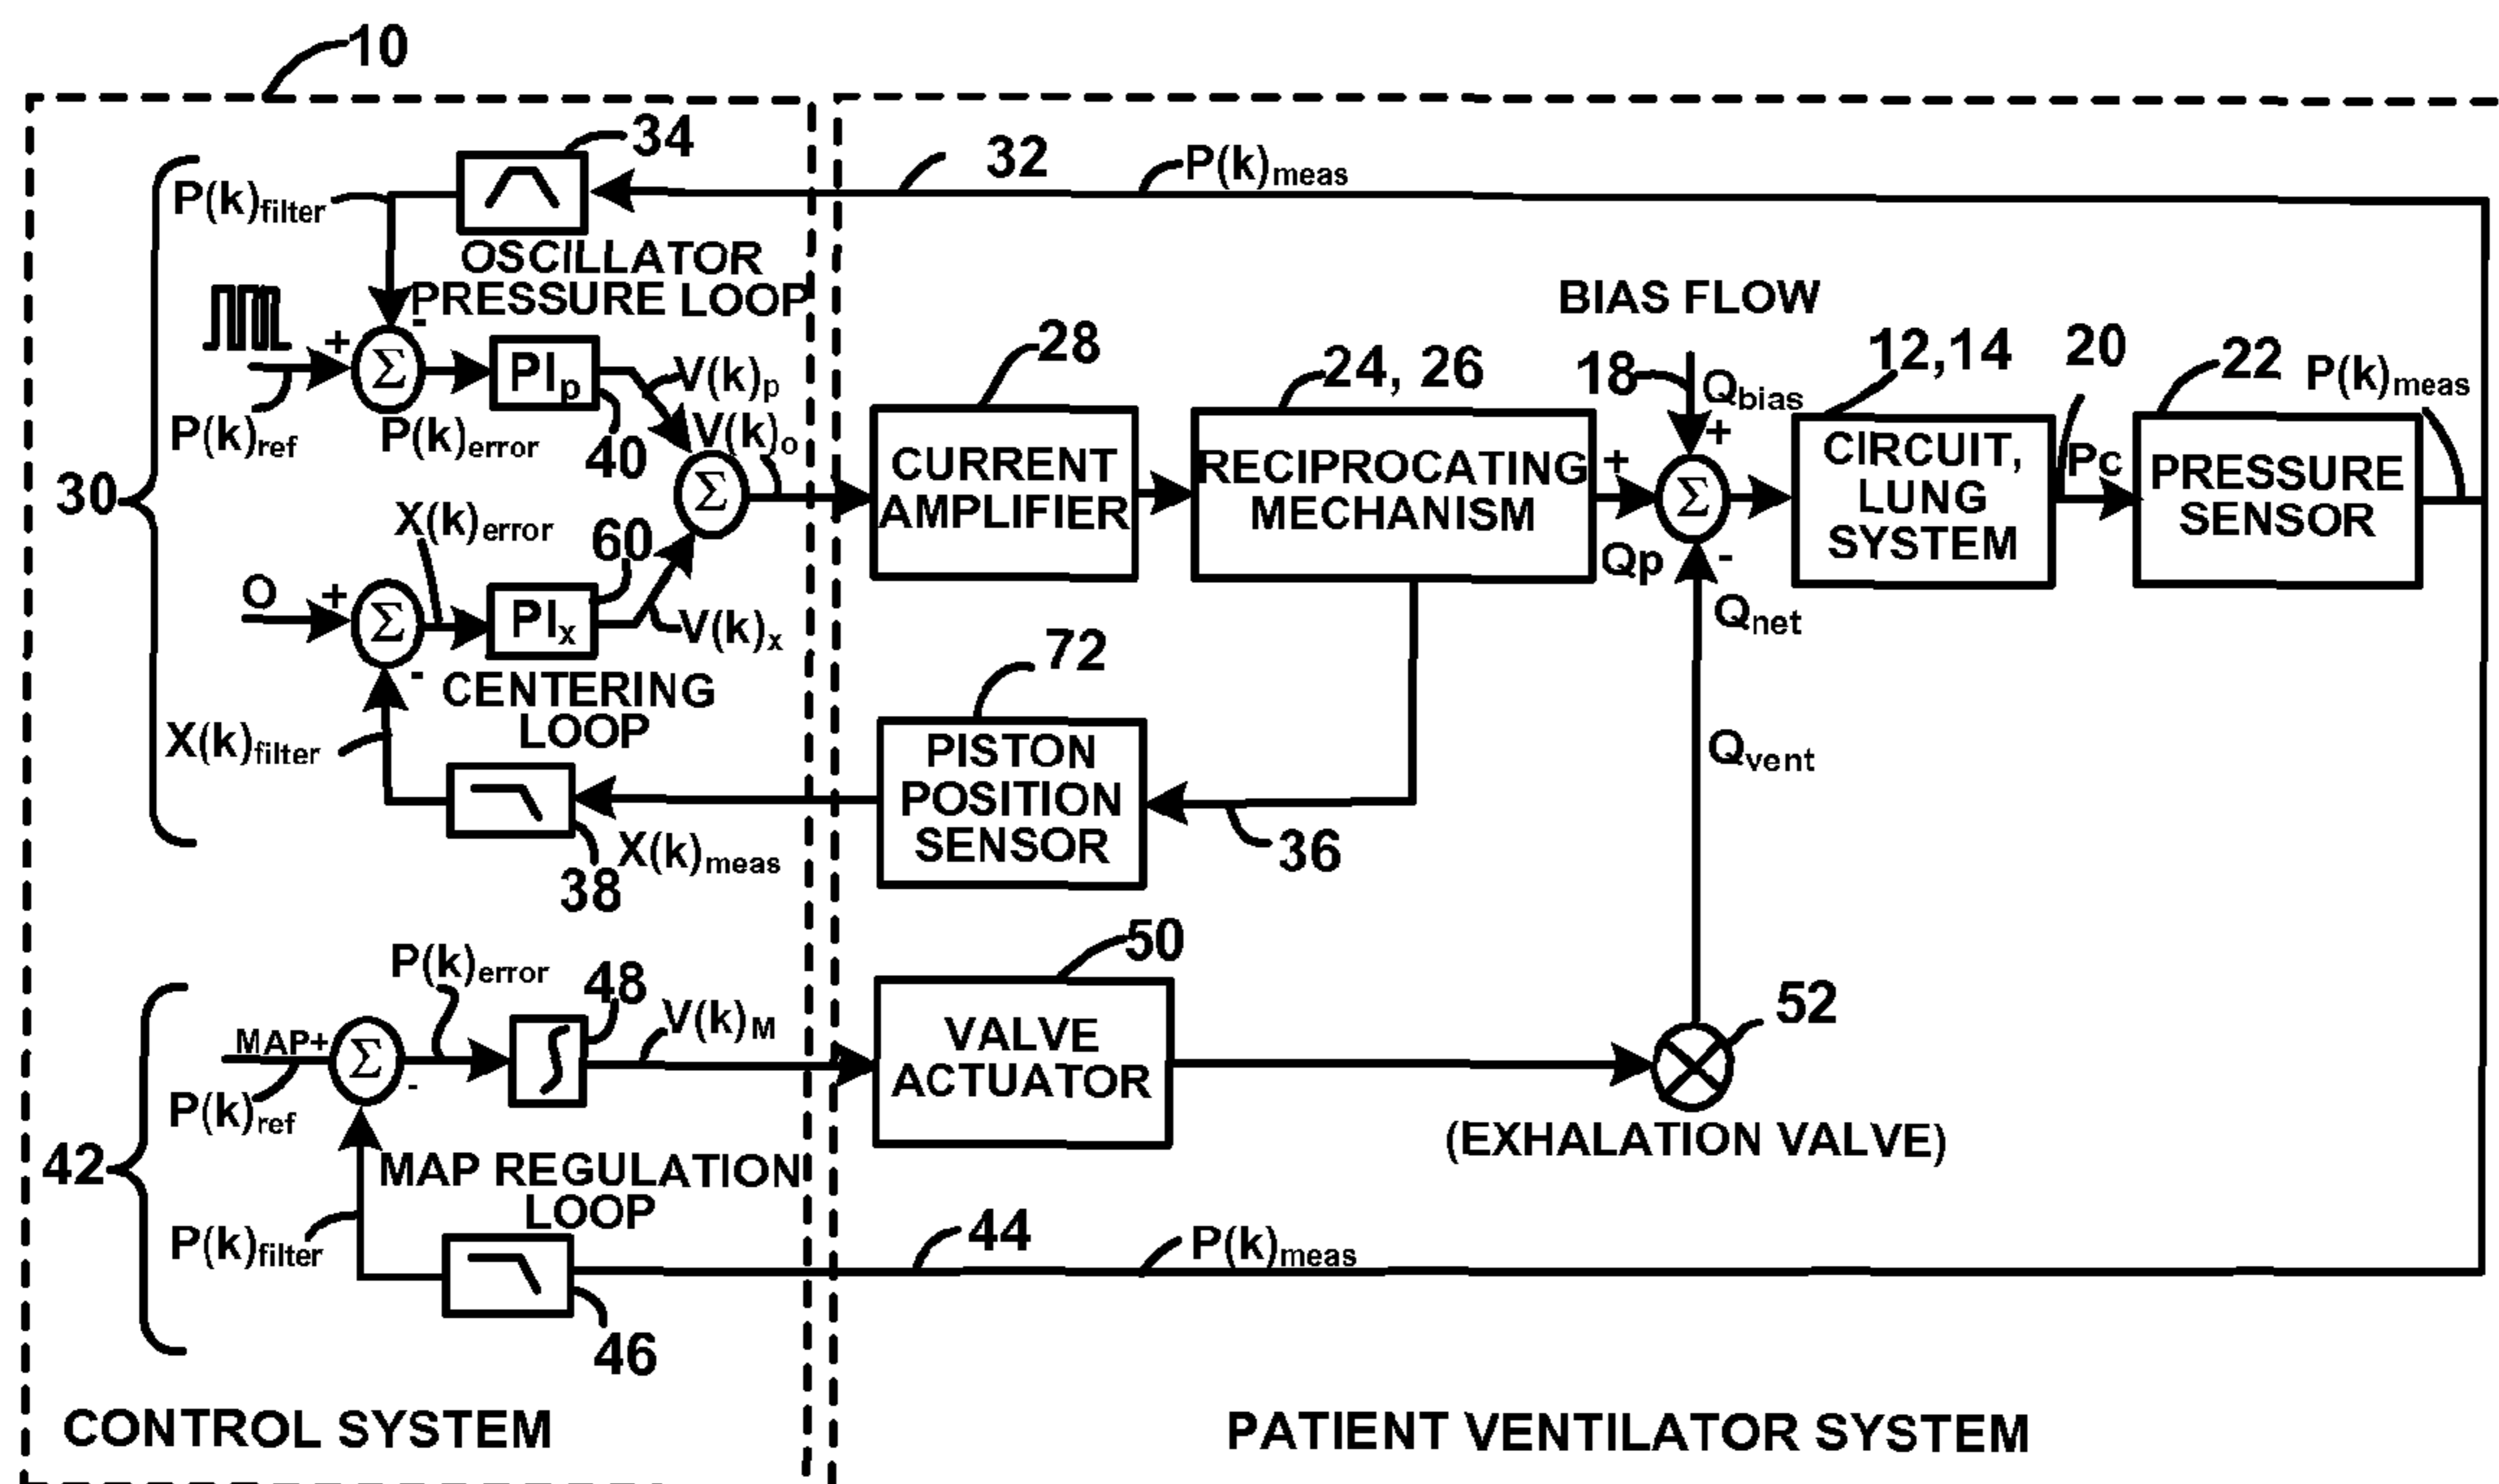 10
34
32
P(k)meas
P(k)filter
OSCILLATOR
PRESSURE LOOP
-
+
Σ
PIp
V(k)p
P(k)ref
P(k)error
40
V(k)o
30
Σ
X(k)error
60
O
+
Σ
PIx
V(k)x
-
CENTERING
LOOP
X(k)filter
X(k)meas
38
28
CURRENT
AMPLIFIER
24, 26
RECIPROCATING
MECHANISM
BIAS FLOW
18
Qbias
+
+
Σ
Qp
-
Qnet
Qvent
12,14
CIRCUIT,
LUNG
SYSTEM
20
Pc
22
PRESSURE
SENSOR
P(k)meas
72
PISTON
POSITION
SENSOR
36
P(k)error
48
MAP+
Σ
∫
V(k)M
-
P(k)ref
42
MAP REGULATION
LOOP
P(k)filter
46
50
VALVE
ACTUATOR
52
(EXHALATION VALVE)
44
P(k)meas
CONTROL SYSTEM
PATIENT VENTILATOR SYSTEM